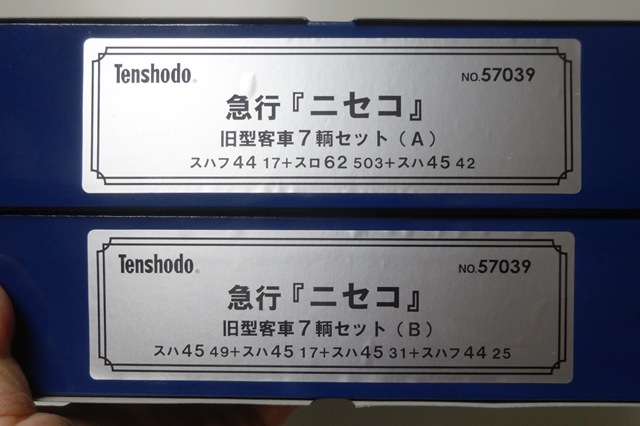 Tenshodo®
NO.57039
急行『ニセコ』
旧型客車7輌セット(A)
スハフ44 17+スロ62 503+スハ45 42
Tenshodo®
NO.57039
急行『ニセコ』
旧型客車7輌セット(B)
スハ45 49+スハ45 17+スハ45 31+スハフ44 25